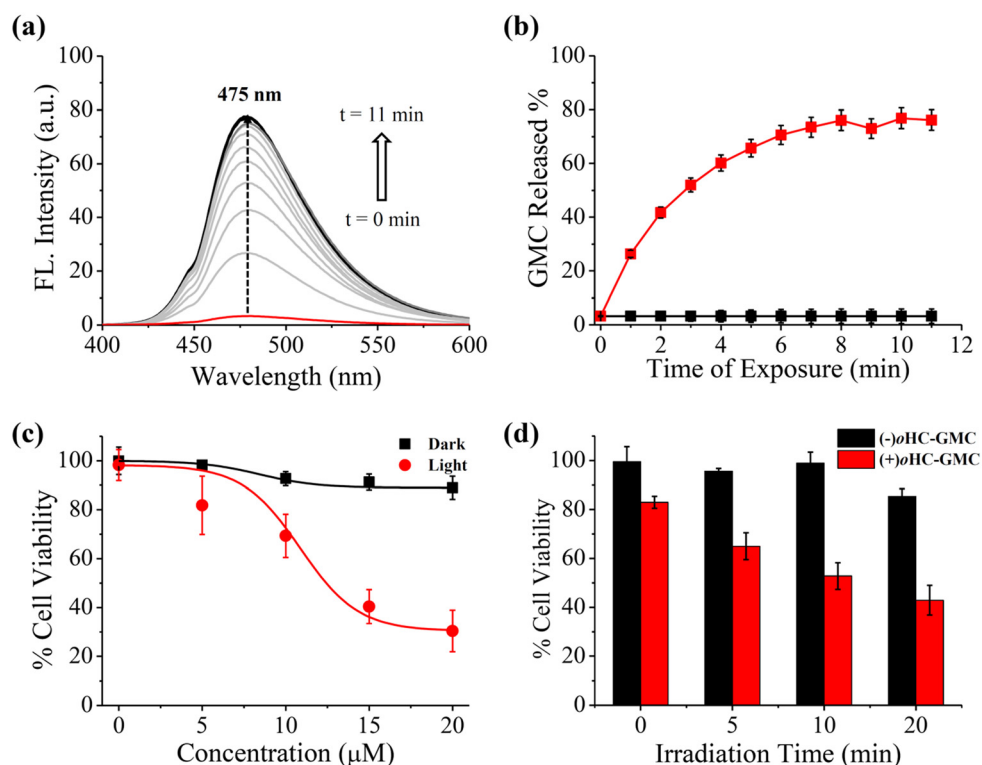 (a)
100
80
60
40
20
0
FL. Intensity (a.u.)
475 nm
t = 11 min
t = 0 min
400 450 500 550 600
Wavelength (nm)
(b)
100
80
60
40
20
0
GMC Released %
0 2 4 6 8 10 12
Time of Exposure (min)
(c)
100
80
60
40
20
0
% Cell Viability
Dark
Light
0 5 10 15 20
Concentration (μM)
(d)
100
80
60
40
20
0
% Cell Viability
(-)oHC-GMC
(+)oHC-GMC
0 5 10 20
Irradiation Time (min)